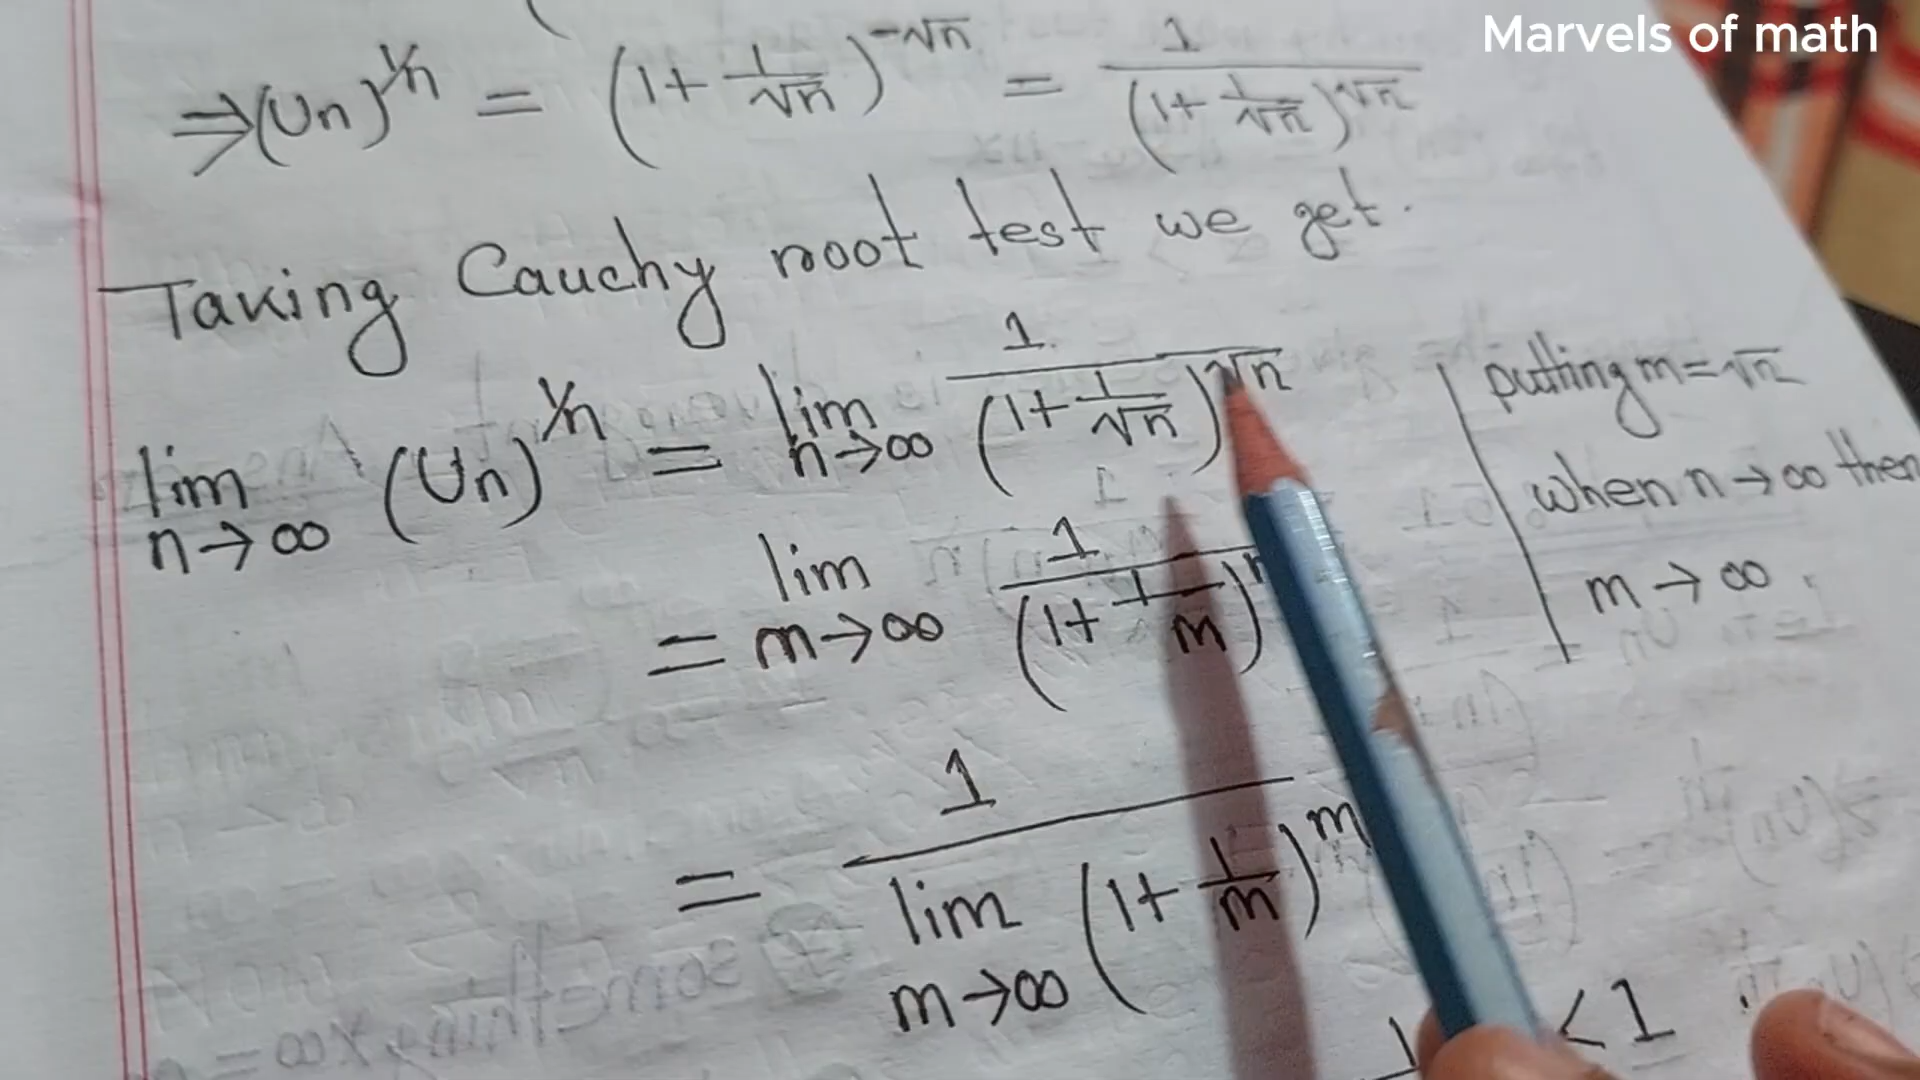 Marvels of math
⇒(Un)^1/n = (1+ 1/√n)^-√n = 1/(1+ 1/√n)^√n
Taking Cauchy root test we get.
lim n→∞ (Un)^1/n = lim n→∞ 1/(1+ 1/√n)^√n
putting m=√n
when n→∞ then
m→∞.
= lim m→∞ 1/(1+ 1/m)
= 1/lim m→∞ (1+ 1/m)^m
< 1